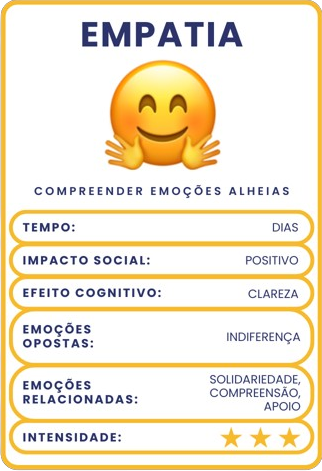 EMPATIA
COMPREENDER EMOÇÕES ALHEIAS
TEMPO: DIAS
IMPACTO SOCIAL: POSITIVO
EFEITO COGNITIVO: CLAREZA
EMOÇÕES
OPOSTAS:
INDIFERENÇA
EMOÇÕES
RELACIONADAS:
SOLIDARIEDADE,
COMPREENSÃO,
APOIO
INTENSIDADE: